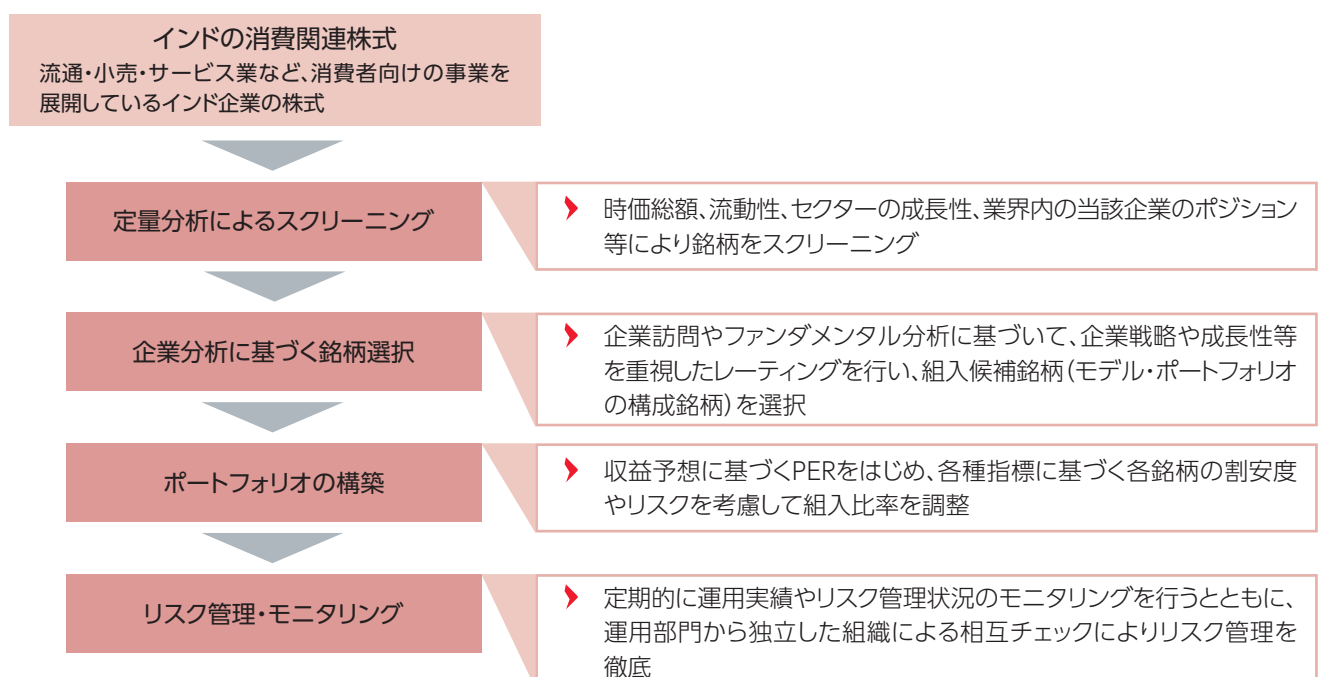 インドの消費関連株式
流通・小売・サービス業など、消費者向けの事業を
展開しているインド企業の株式
定量分析によるスクリーニング
時価総額、流動性、セクターの成長性、業界内の当該企業のポジション
等により銘柄をスクリーニング
企業分析に基づく銘柄選択
企業訪問やファンダメンタル分析に基づいて、企業戦略や成長性等
を重視したレーティングを行い、組入候補銘柄(モデル・ポートフォリオ
の構成銘柄)を選択
ポートフォリオの構築
収益予想に基づくPERをはじめ、各種指標に基づく各銘柄の割安度
やリスクを考慮して組入比率を調整
リスク管理・モニタリング
定期的に運用実績やリスク管理状況のモニタリングを行うとともに、
運用部門から独立した組織による相互チェックによりリスク管理を
徹底